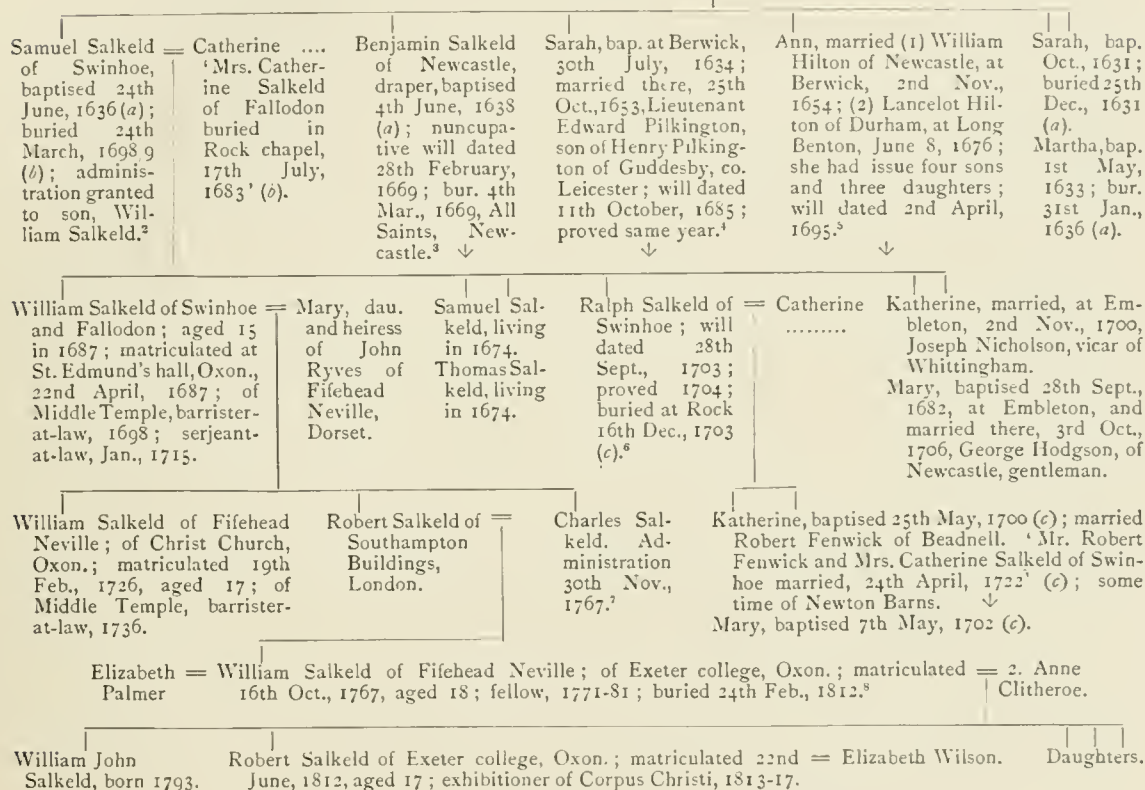 Samuel Salkeld
of Swinhoe,
baptised 24th
June, 1636 (a);
buried 24th
March, 1698 9
(b); adminis-
tration granted
to son, Wil-
liam Salkeld.²
=
Catherine ....
'Mrs. Cather-
ine Salkeld
of Fallodon
buried in
Rock chapel,
17th July,
1683' (b).
Benjamin Salkeld
of Newcastle,
draper, baptised
4th June, 1638
(a); nuncupa-
tive will dated
28th February,
1669; bur. 4th
Mar., 1669, All
Saints, New-
castle.³
Sarah, bap. at Berwick,
30th July, 1634;
married there, 25th
Oct., 1653, Lieutenant
Edward Pilkington,
son of Henry Pilking-
ton of Guddesby, co.
Leicester; will dated
11th October, 1685;
proved same year.⁴
Ann, married (1) William
Hilton of Newcastle, at
Berwick, 2nd Nov.,
1654; (2) Lancelot Hil-
ton of Durham, at Long
Benton, June 8, 1676;
she had issue four sons
and three daughters;
will dated 2nd April,
1695.⁵
Sarah, bap.
Oct., 1631;
buried 25th
Dec., 1631
(a).
Martha, bap.
1st May,
1633; bur.
31st Jan.,
1636 (a).
William Salkeld of Swinhoe
and Fallodon; aged 15
in 1687; matriculated at
St. Edmund's hall, Oxon.,
22nd April, 1687; of
Middle Temple, barrister-
at-law, 1698; serjeant-
at-law, Jan., 1715.
=
Mary, dau.
and heiress
of John
Ryves of
Fifehead
Neville,
Dorset.
Samuel Sal-
keld, living
in 1674.
Thomas Sal-
keld, living
in 1674.
Ralph Salkeld of
Swinhoe; will
dated 28th
Sept., 1703;
proved 1704;
buried at Rock
16th Dec., 1703
(c).⁶
=
Catherine
.........
Katherine, married, at Em-
bleton, 2nd Nov., 1700,
Joseph Nicholson, vicar of
Whittingham.
Mary, baptised 28th Sept.,
1682, at Embleton, and
married there, 3rd Oct.,
1706, George Hodgson, of
Newcastle, gentleman.
William Salkeld of Fifehead
Neville; of Christ Church,
Oxon.; matriculated 19th
Feb., 1726, aged 17; of
Middle Temple, barrister-
at-law, 1736.
Robert Salkeld of
Southampton
Buildings,
London.
=
Charles Sal-
keld. Ad-
ministration
30th Nov.,
1767.⁷
Katherine, baptised 25th May, 1700 (c); married
Robert Fenwick of Beadnell. 'Mr. Robert
Fenwick and Mrs. Catherine Salkeld of Swin-
hoe married, 24th April, 1722' (c); some
time of Newton Barns.
Mary, baptised 7th May, 1702 (c).
Elizabeth
Palmer
=
William Salkeld of Fifehead Neville; of Exeter college, Oxon.; matriculated
16th Oct., 1767, aged 18; fellow, 1771-81; buried 24th Feb., 1812.⁸
=
2. Anne
Clitheroe.
William John
Salkeld, born 1793.
Robert Salkeld of Exeter college, Oxon.; matriculated 22nd
June, 1812, aged 17; exhibitioner of Corpus Christi, 1813-17.
=
Elizabeth Wilson.
Daughters.